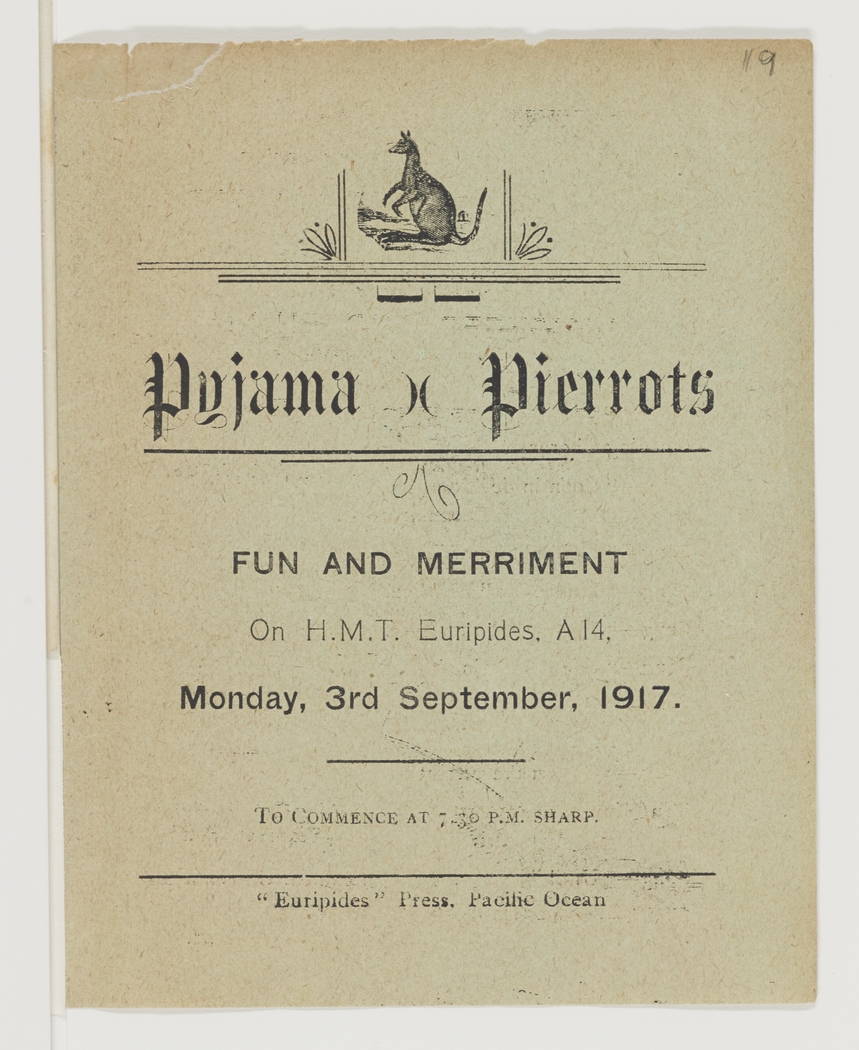 119
Pyjama Pierrots
FUN AND MERRIMENT
On H.M.T. Euripides, A14,
Monday, 3rd September, 1917.
TO COMMENCE AT 7.30 P.M. SHARP.
"Euripides" Press, Pacific Ocean